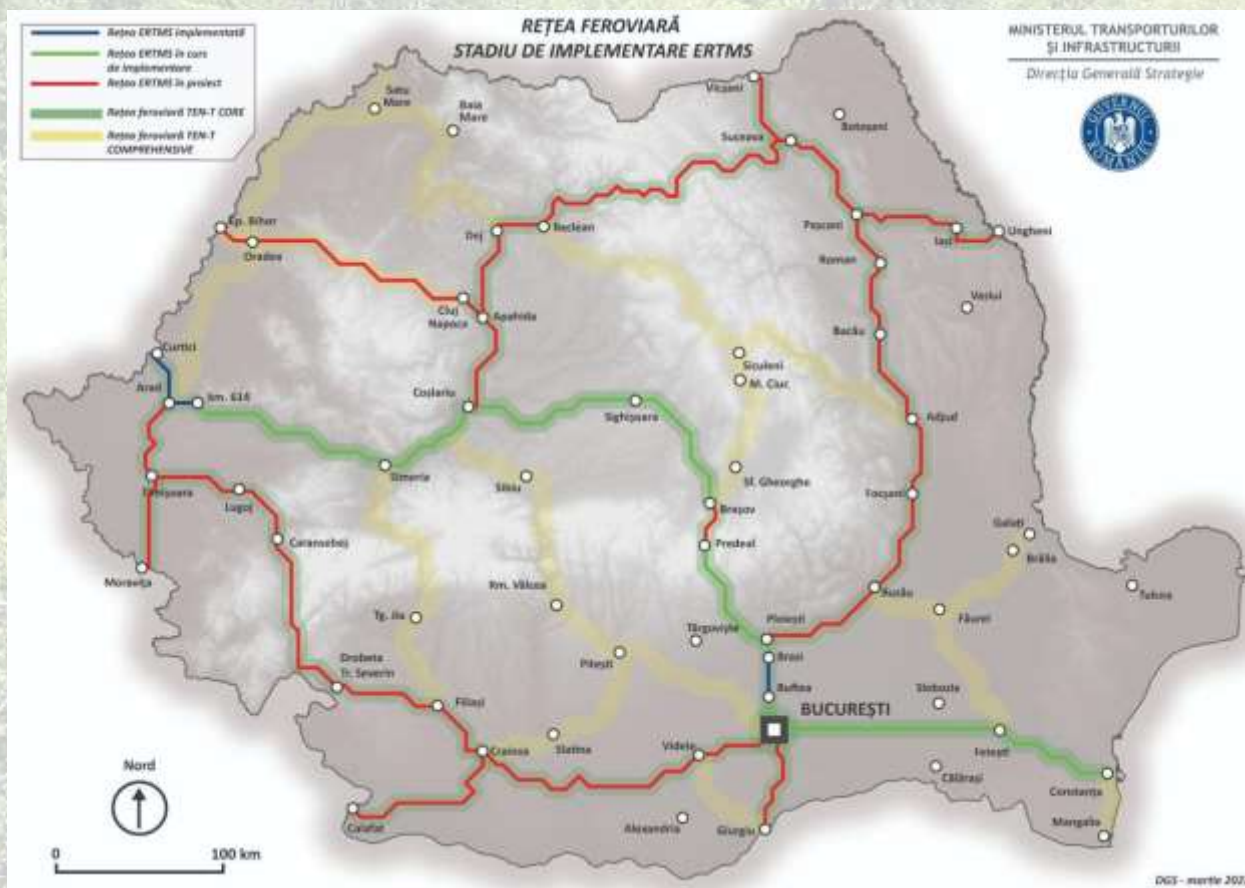 REȚEA FEROVIARĂ
STADIU DE IMPLEMENTARE ERTMS
MINISTERUL TRANSPORTURILOR
ȘI INFRASTRUCTURII
Direcția Generală Strategie
GUVERNUL ROMÂNIEI
Rețea ERTMS implementată
Rețea ERTMS în curs
de implementare
Rețea ERTMS în proiect
Rețea feroviară TEN-T CORE
Rețea feroviară TEN-T
COMPREHENSIVE
Satu
Mare
Baia
Mare
Vicșani
Suceava
Botoșani
Ep. Bihor
Oradea
Dej
Beclean
Pașcani
Iași
Ungheni
Roman
Cluj
Napoca
Apahida
Vaslui
Bacău
Curtici
Arad
km. 614
Siculeni
M. Ciuc
Coșlariu
Sighișoara
Adjud
Simeria
Sibiu
Sf. Gheorghe
Timișoara
Lugoj
Focșani
Brașov
Caransebeș
Predeal
Galați
Brăila
Moravița
Rm. Vâlcea
Buzău
Tulcea
Tg. Jiu
Târgoviște
Ploiești
Făurei
Brazi
Pitești
Drobeta
Tr. Severin
Buftea
Slobozia
Filiași
BUCUREȘTI
Craiova
Slatina
Videle
Fetești
Călărași
Constanța
Nord
Calafat
Alexandria
Giurgiu
Mangalia
0
100 km